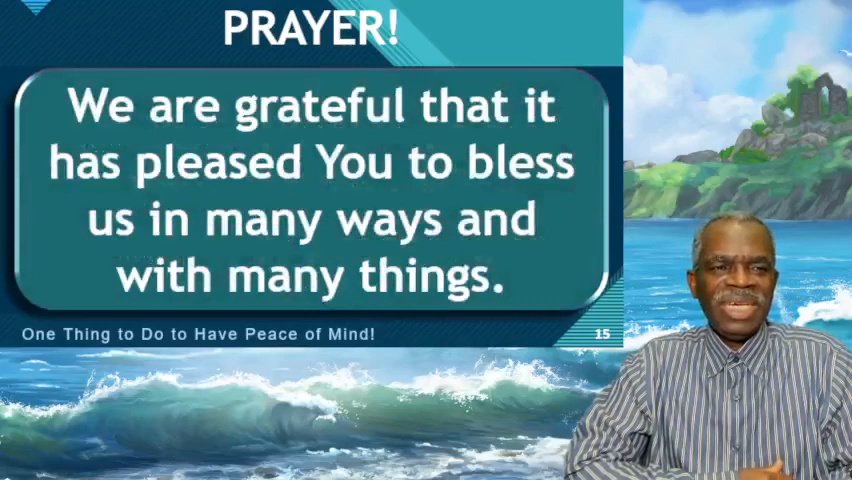 PRAYER!
We are grateful that it
has pleased You to bless
us in many ways and
with many things.
One Thing to Do to Have Peace of Mind!
15